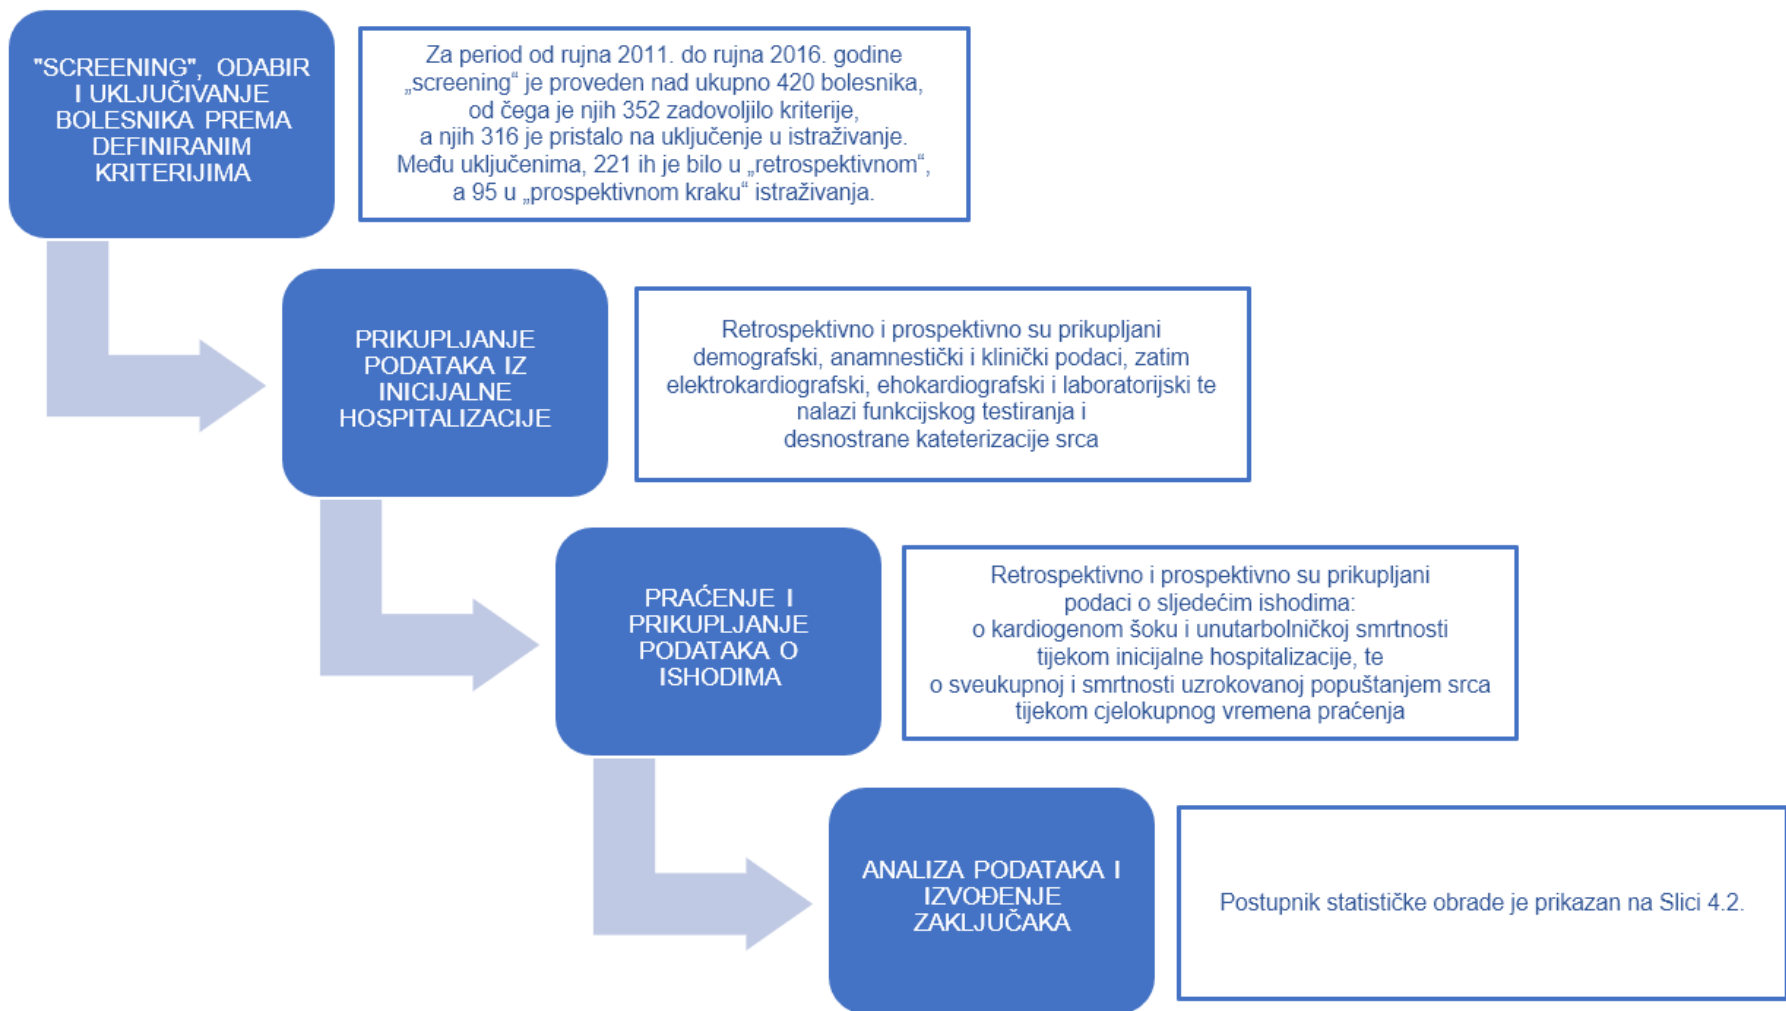 "SCREENING", ODABIR
I UKLJUČIVANJE
BOLESNIKA PREMA
DEFINIRANIM
KRITERIJIMA
Za period od rujna 2011. do rujna 2016. godine
„screening“ je proveden nad ukupno 420 bolesnika,
od čega je njih 352 zadovoljilo kriterije,
a njih 316 je pristalo na uključenje u istraživanje.
Među uključenima, 221 ih je bilo u „retrospektivnom“,
a 95 u „prospektivnom kraku“ istraživanja.
PRIKUPLJANJE
PODATAKA IZ
INICIJALNE
HOSPITALIZACIJE
Retrospektivno i prospektivno su prikupljani
demografski, anamnestički i klinički podaci, zatim
elektrokardiografski, ehokardiografski i laboratorijski te
nalazi funkcijskog testiranja i
desnostrane kateterizacije srca
PRAĆENJE I
PRIKUPLJANJE
PODATAKA O
ISHODIMA
Retrospektivno i prospektivno su prikupljani
podaci o sljedećim ishodima:
o kardiogenom šoku i unutarbolničkoj smrtnosti
tijekom inicijalne hospitalizacije, te
o sveukupnoj i smrtnosti uzrokovanoj popuštanjem srca
tijekom cjelokupnog vremena praćenja
ANALIZA PODATAKA I
IZVOĐENJE
ZAKLJUČAKA
Postupnik statističke obrade je prikazan na Slici 4.2.